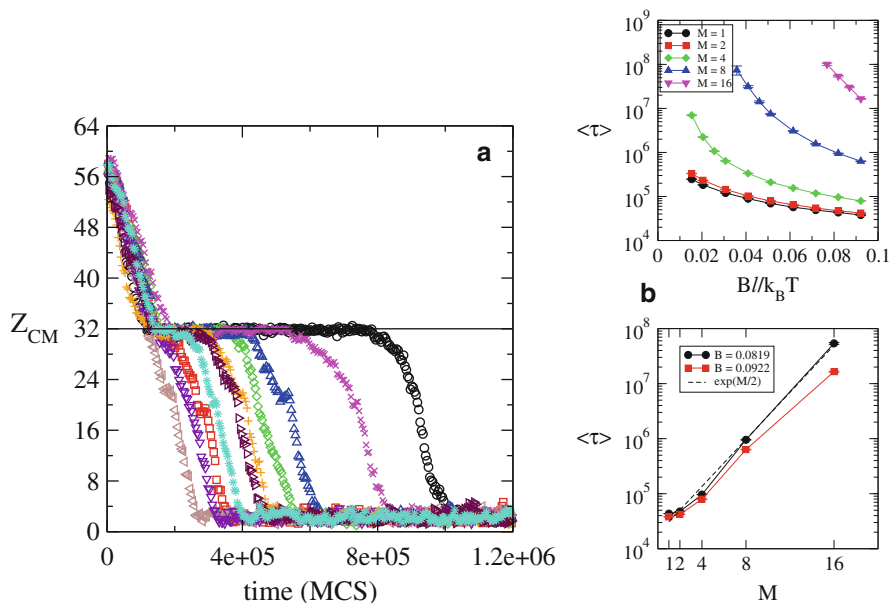 a
Z_CM
64
56
48
40
32
24
16
8
0
0
4e+05
8e+05
1.2e+06
time (MCS)
<τ>
10^9
10^8
10^7
10^6
10^5
10^4
M = 1
M = 2
M = 4
M = 8
M = 16
0
0.02
0.04
0.06
0.08
0.1
B//k_BT
b
<τ>
10^8
10^7
10^6
10^5
10^4
B = 0.0819
B = 0.0922
exp(M/2)
1
2
4
8
16
M